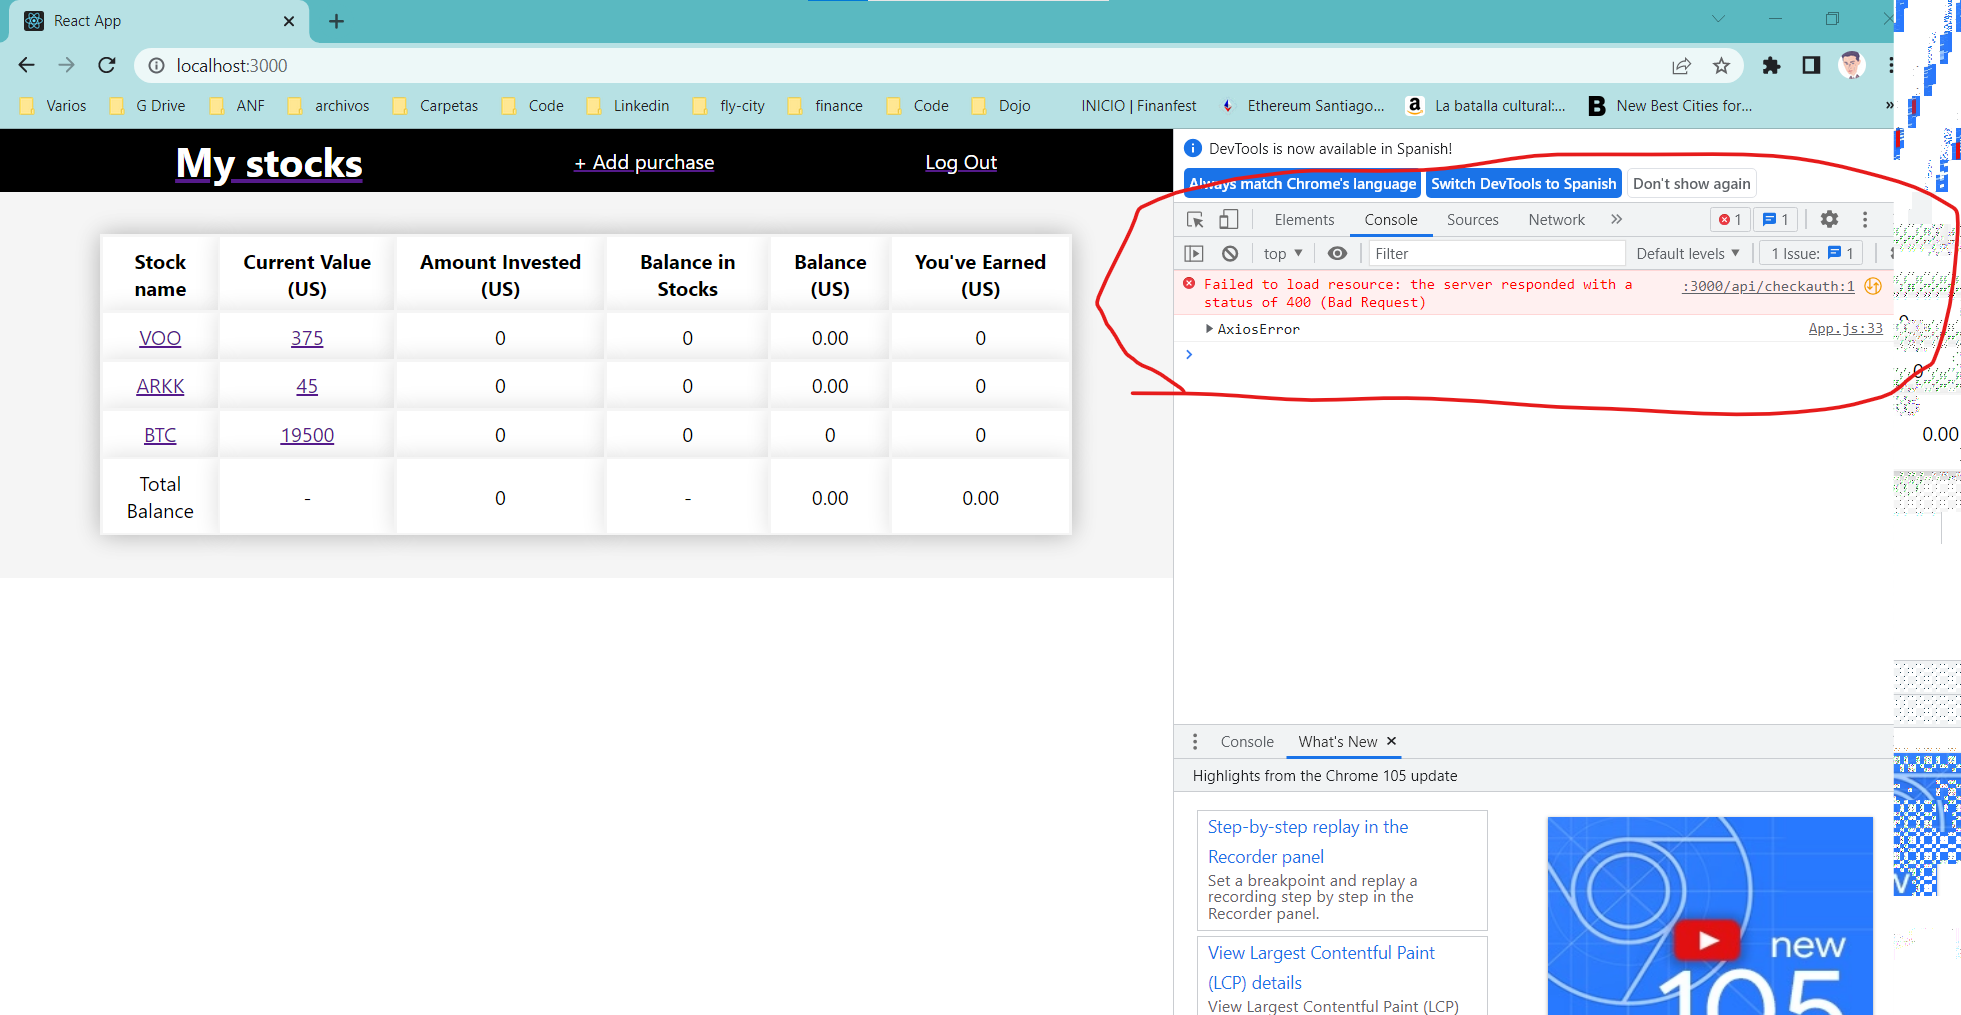 React App
localhost:3000
Varios G Drive ANF archivos Carpetas Code Linkedin fly-city finance Code Dojo INICIO | Finanfest Ethereum Santiago... La batalla cultural:... New Best Cities for... »
My stocks + Add purchase Log Out
Stock name Current Value (US) Amount Invested (US) Balance in Stocks Balance (US) You've Earned (US)
VOO 375 0 0 0.00 0
ARKK 45 0 0 0.00 0
BTC 19500 0 0 0 0
Total Balance - 0 - 0.00 0.00
DevTools is now available in Spanish!
Always match Chrome's language Switch DevTools to Spanish Don't show again
Elements Console Sources Network » 1 1
top Filter Default levels 1 Issue: 1
Failed to load resource: the server responded with a :3000/api/checkauth:1
status of 400 (Bad Request)
AxiosError App.js:33
0
0.00
Console What's New
Highlights from the Chrome 105 update
Step-by-step replay in the
Recorder panel
Set a breakpoint and replay a
recording step by step in the
Recorder panel.
View Largest Contentful Paint
(LCP) details
View Largest Contentful Paint (LCP)
new
105